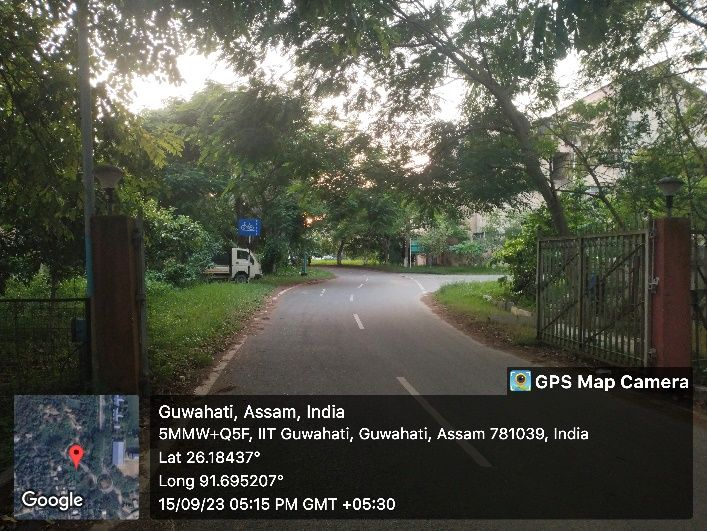 GPS Map Camera
Guwahati, Assam, India
5MMW+Q5F, IIT Guwahati, Guwahati, Assam 781039, India
Lat 26.18437°
Long 91.695207°
15/09/23 05:15 PM GMT +05:30
Google